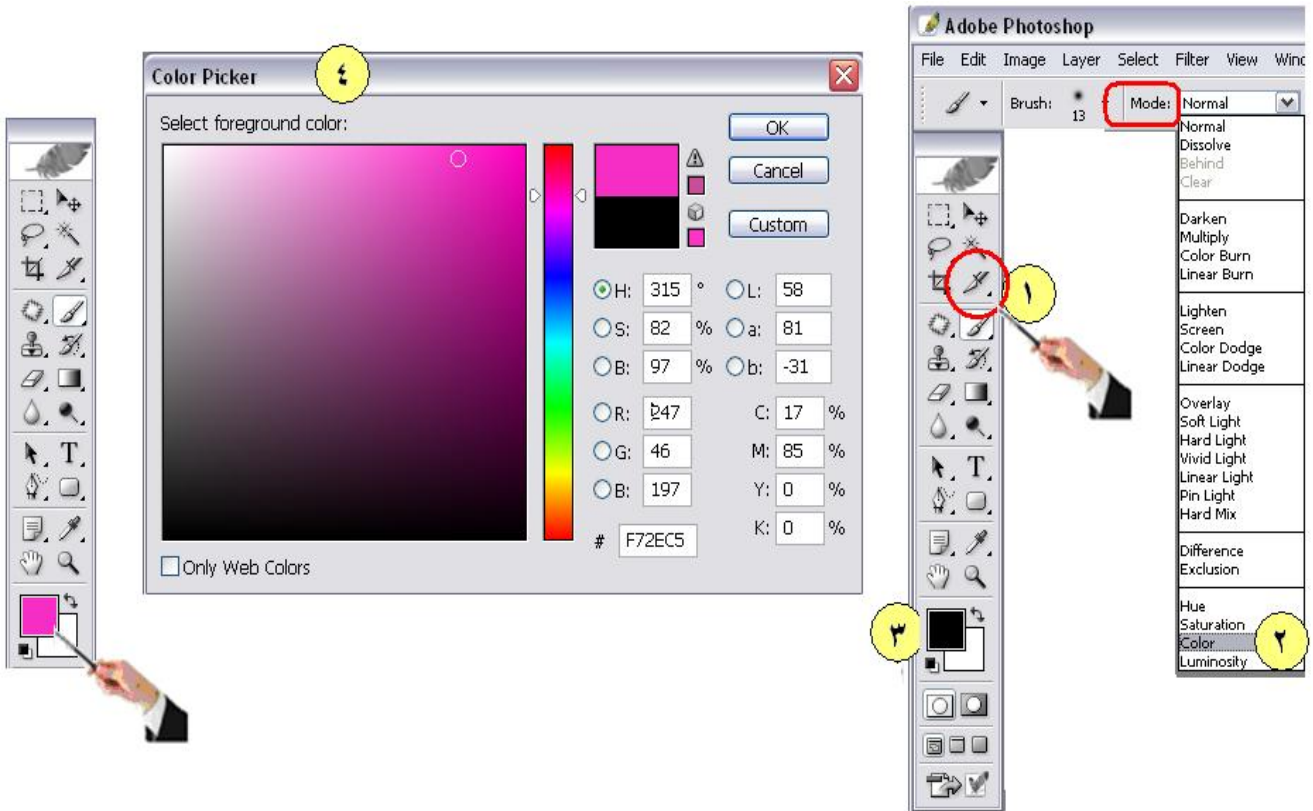 Adobe Photoshop
File Edit Image Layer Select Filter View Wind
Brush: 13 Mode: Normal
Normal
Dissolve
Behind
Clear
Darken
Multiply
Color Burn
Linear Burn
Lighten
Screen
Color Dodge
Linear Dodge
Overlay
Soft Light
Hard Light
Vivid Light
Linear Light
Pin Light
Hard Mix
Difference
Exclusion
Hue
Saturation
Color
Luminosity
١
٢
٣
T
Color Picker ٤
Select foreground color:
OK
Cancel
Custom
H: 315 ° L: 58
S: 82 % a: 81
B: 97 % b: -31
R: 247 C: 17 %
G: 46 M: 85 %
B: 197 Y: 0 %
# F72EC5 K: 0 %
Only Web Colors
T